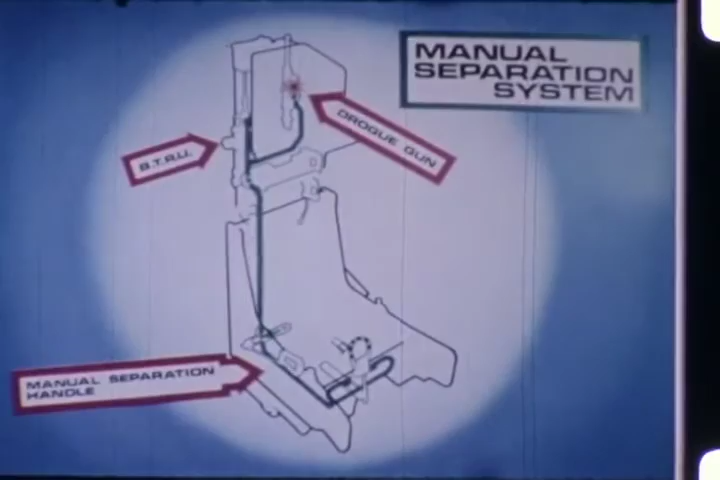 MANUAL
SEPARATION
SYSTEM
DROGUE GUN
B.T.R.U.
MANUAL SEPARATION
HANDLE